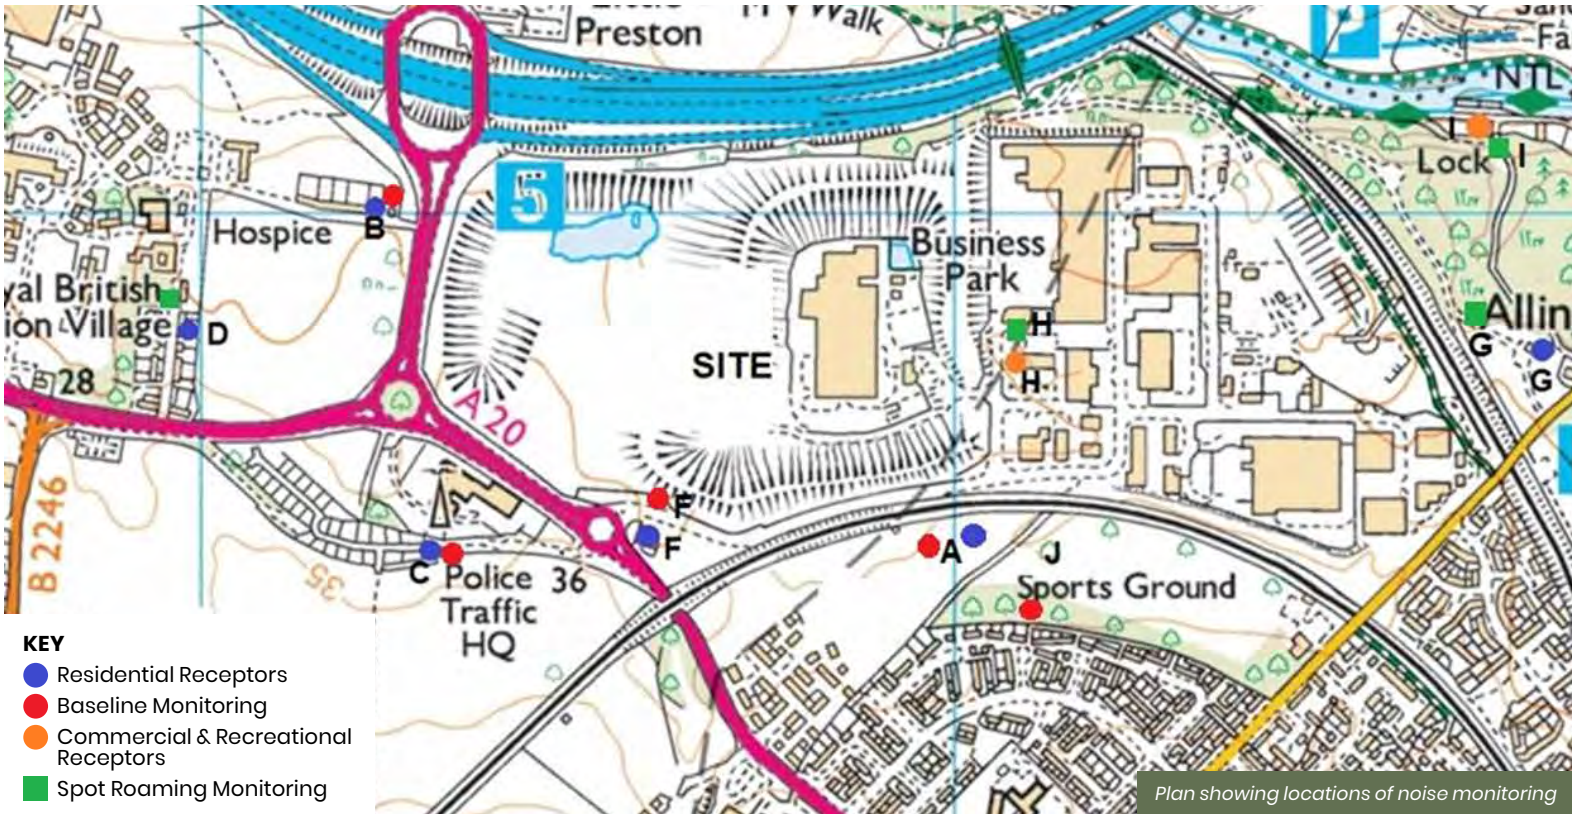 Preston
Walk
P
Fa
NTL
I
Lock
I
5
B
Hospice
Business
Park
yal British
ion Village
D
H
Allin
G
G
SITE
H
28
A 20
B 2246
F
F
A
J
C
Police
Traffic
HQ
36
35
Sports Ground
KEY
Residential Receptors
Baseline Monitoring
Commercial & Recreational
Receptors
Spot Roaming Monitoring
Plan showing locations of noise monitoring